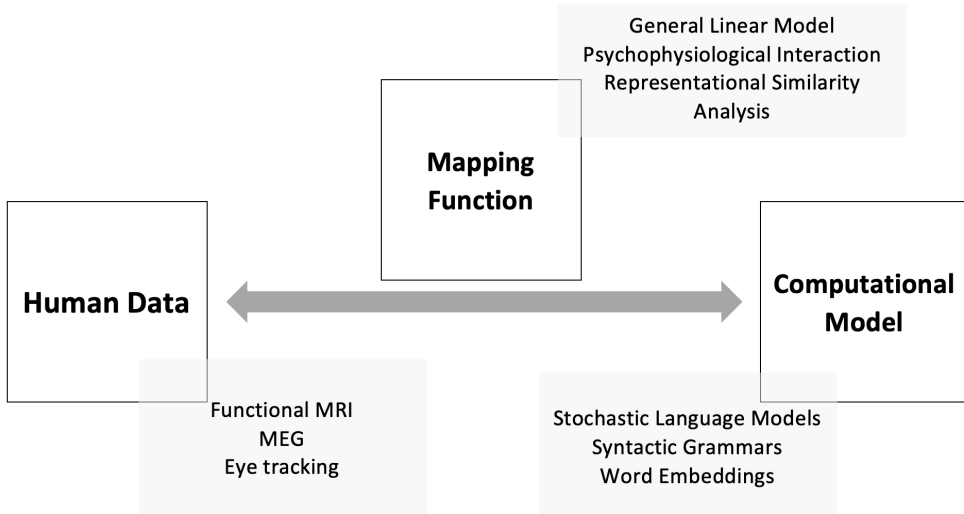 General Linear Model
Psychophysiological Interaction
Representational Similarity
Analysis
Mapping
Function
Human Data
Computational
Model
Functional MRI
MEG
Eye tracking
Stochastic Language Models
Syntactic Grammars
Word Embeddings